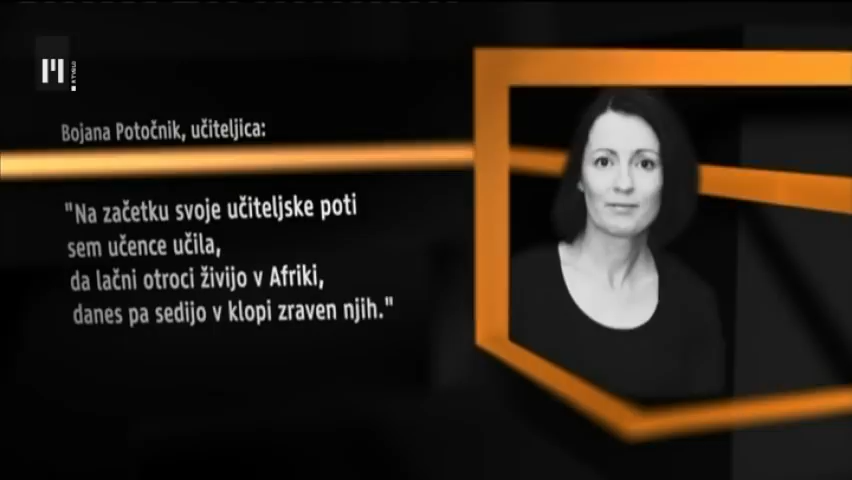 Bojana Potočnik, učiteljica:
"Na začetku svoje učiteljske poti
sem učence učila,
da lačni otroci živijo v Afriki,
danes pa sedijo v klopi zraven njih."